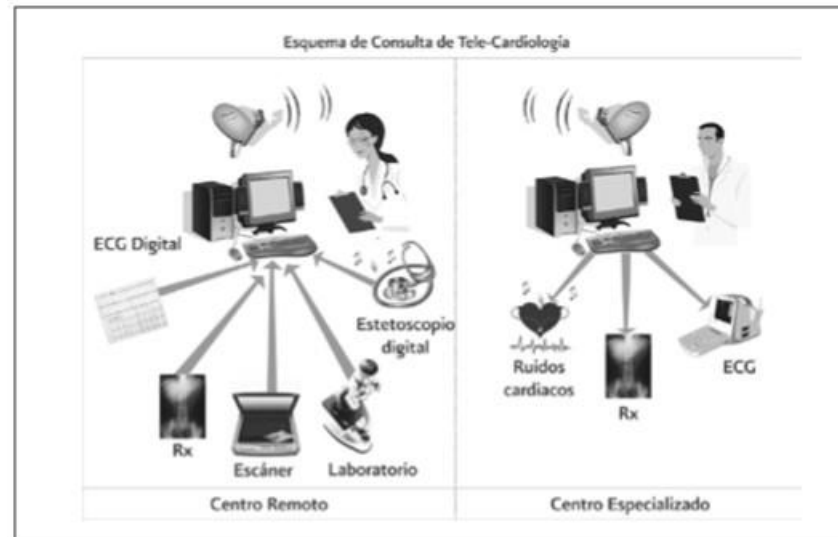 Esquema de Consulta de Tele-Cardiología
ECG Digital
Estetoscopio
digital
Rx
Escáner
Laboratorio
Centro Remoto
Ruidos
cardiacos
Rx
ECG
Centro Especializado